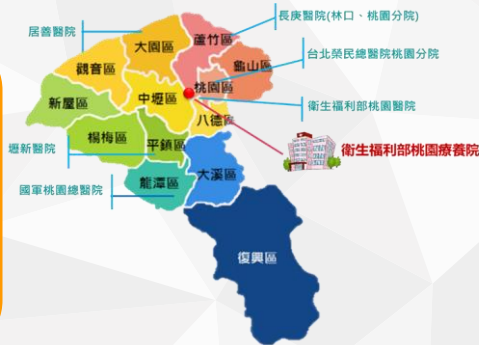 長庚醫院(林口、桃園分院)
居善醫院
台北榮民總醫院桃園分院
衛生福利部桃園醫院
衛生福利部桃園療養院
壢新醫院
國軍桃園總醫院
蘆竹區
大園區
龜山區
觀音區
桃園區
中壢區
新屋區
八德區
楊梅區
平鎮區
大溪區
龍潭區
復興區